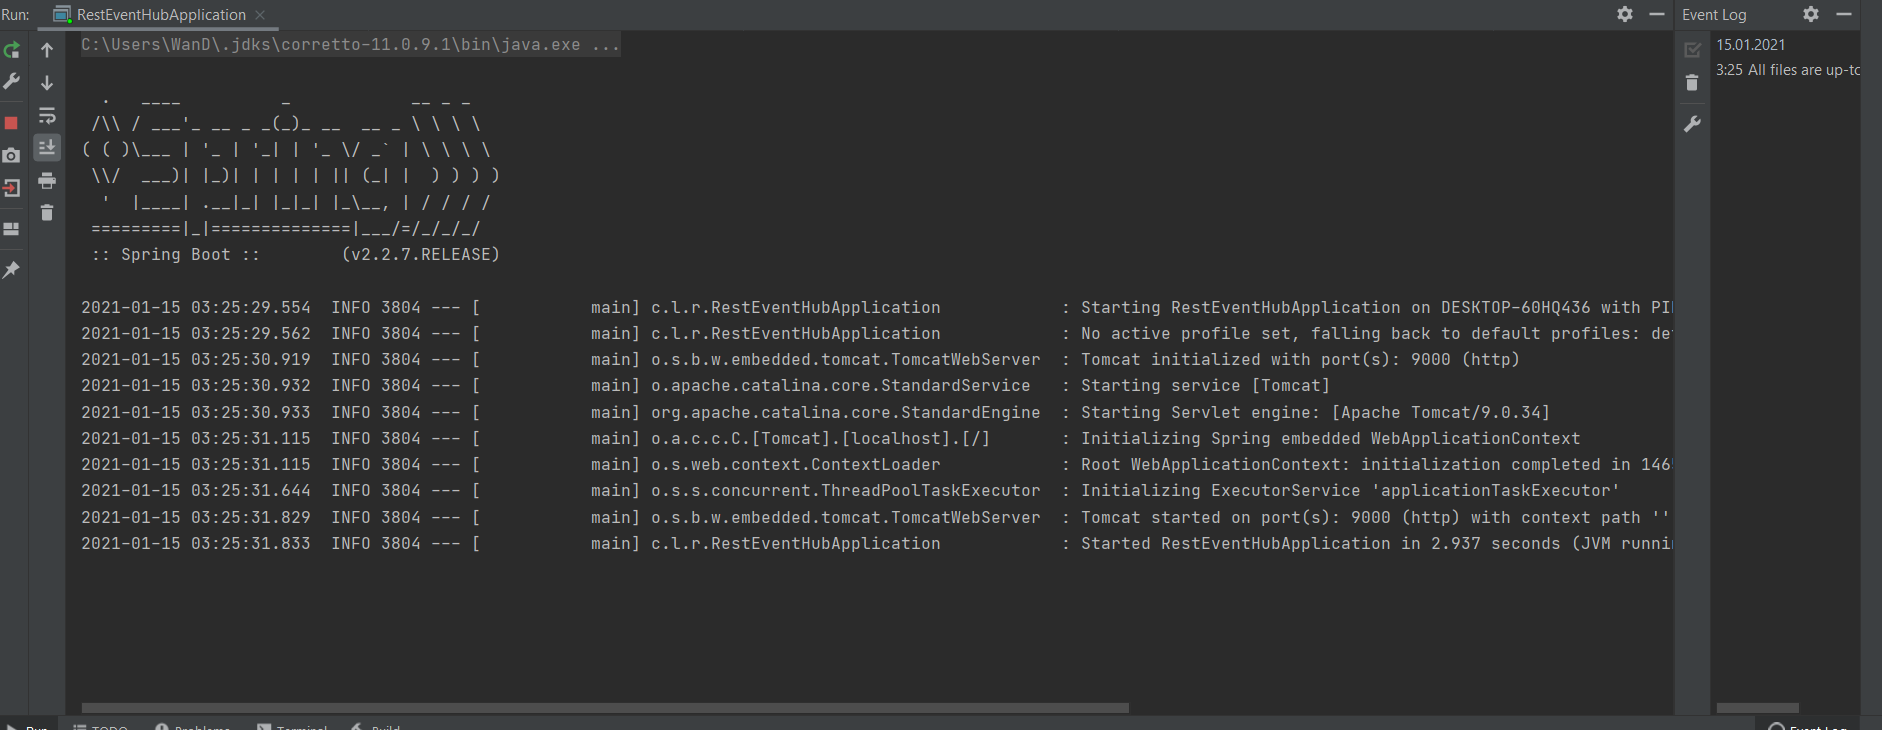 Run: RestEventHubApplication
Event Log
C:\Users\WanD\.jdks\corretto-11.0.9.1\bin\java.exe ...
15.01.2021
3:25 All files are up-to
  .   ____          _            __ _ _
 /\\ / ___'_ __ _ _(_)_ __  __ _ \ \ \ \
( ( )\___ | '_ | '_| | '_ \/ _` | \ \ \ \
 \\/  ___)| |_)| | | | | || (_| |  ) ) ) )
  '  |____| .__|_| |_|_| |_\__, | / / / /
 =========|_|==============|___/=/_/_/_/
 :: Spring Boot ::        (v2.2.7.RELEASE)
2021-01-15 03:25:29.554  INFO 3804 --- [           main] c.l.r.RestEventHubApplication            : Starting RestEventHubApplication on DESKTOP-60HQ436 with PI
2021-01-15 03:25:29.562  INFO 3804 --- [           main] c.l.r.RestEventHubApplication            : No active profile set, falling back to default profiles: de
2021-01-15 03:25:30.919  INFO 3804 --- [           main] o.s.b.w.embedded.tomcat.TomcatWebServer  : Tomcat initialized with port(s): 9000 (http)
2021-01-15 03:25:30.932  INFO 3804 --- [           main] o.apache.catalina.core.StandardService   : Starting service [Tomcat]
2021-01-15 03:25:30.933  INFO 3804 --- [           main] org.apache.catalina.core.StandardEngine  : Starting Servlet engine: [Apache Tomcat/9.0.34]
2021-01-15 03:25:31.115  INFO 3804 --- [           main] o.a.c.c.C.[Tomcat].[localhost].[/]       : Initializing Spring embedded WebApplicationContext
2021-01-15 03:25:31.115  INFO 3804 --- [           main] o.s.web.context.ContextLoader            : Root WebApplicationContext: initialization completed in 146
2021-01-15 03:25:31.644  INFO 3804 --- [           main] o.s.s.concurrent.ThreadPoolTaskExecutor  : Initializing ExecutorService 'applicationTaskExecutor'
2021-01-15 03:25:31.829  INFO 3804 --- [           main] o.s.b.w.embedded.tomcat.TomcatWebServer  : Tomcat started on port(s): 9000 (http) with context path ''
2021-01-15 03:25:31.833  INFO 3804 --- [           main] c.l.r.RestEventHubApplication            : Started RestEventHubApplication in 2.937 seconds (JVM runni
Run TODO Problems Terminal Build Event Log